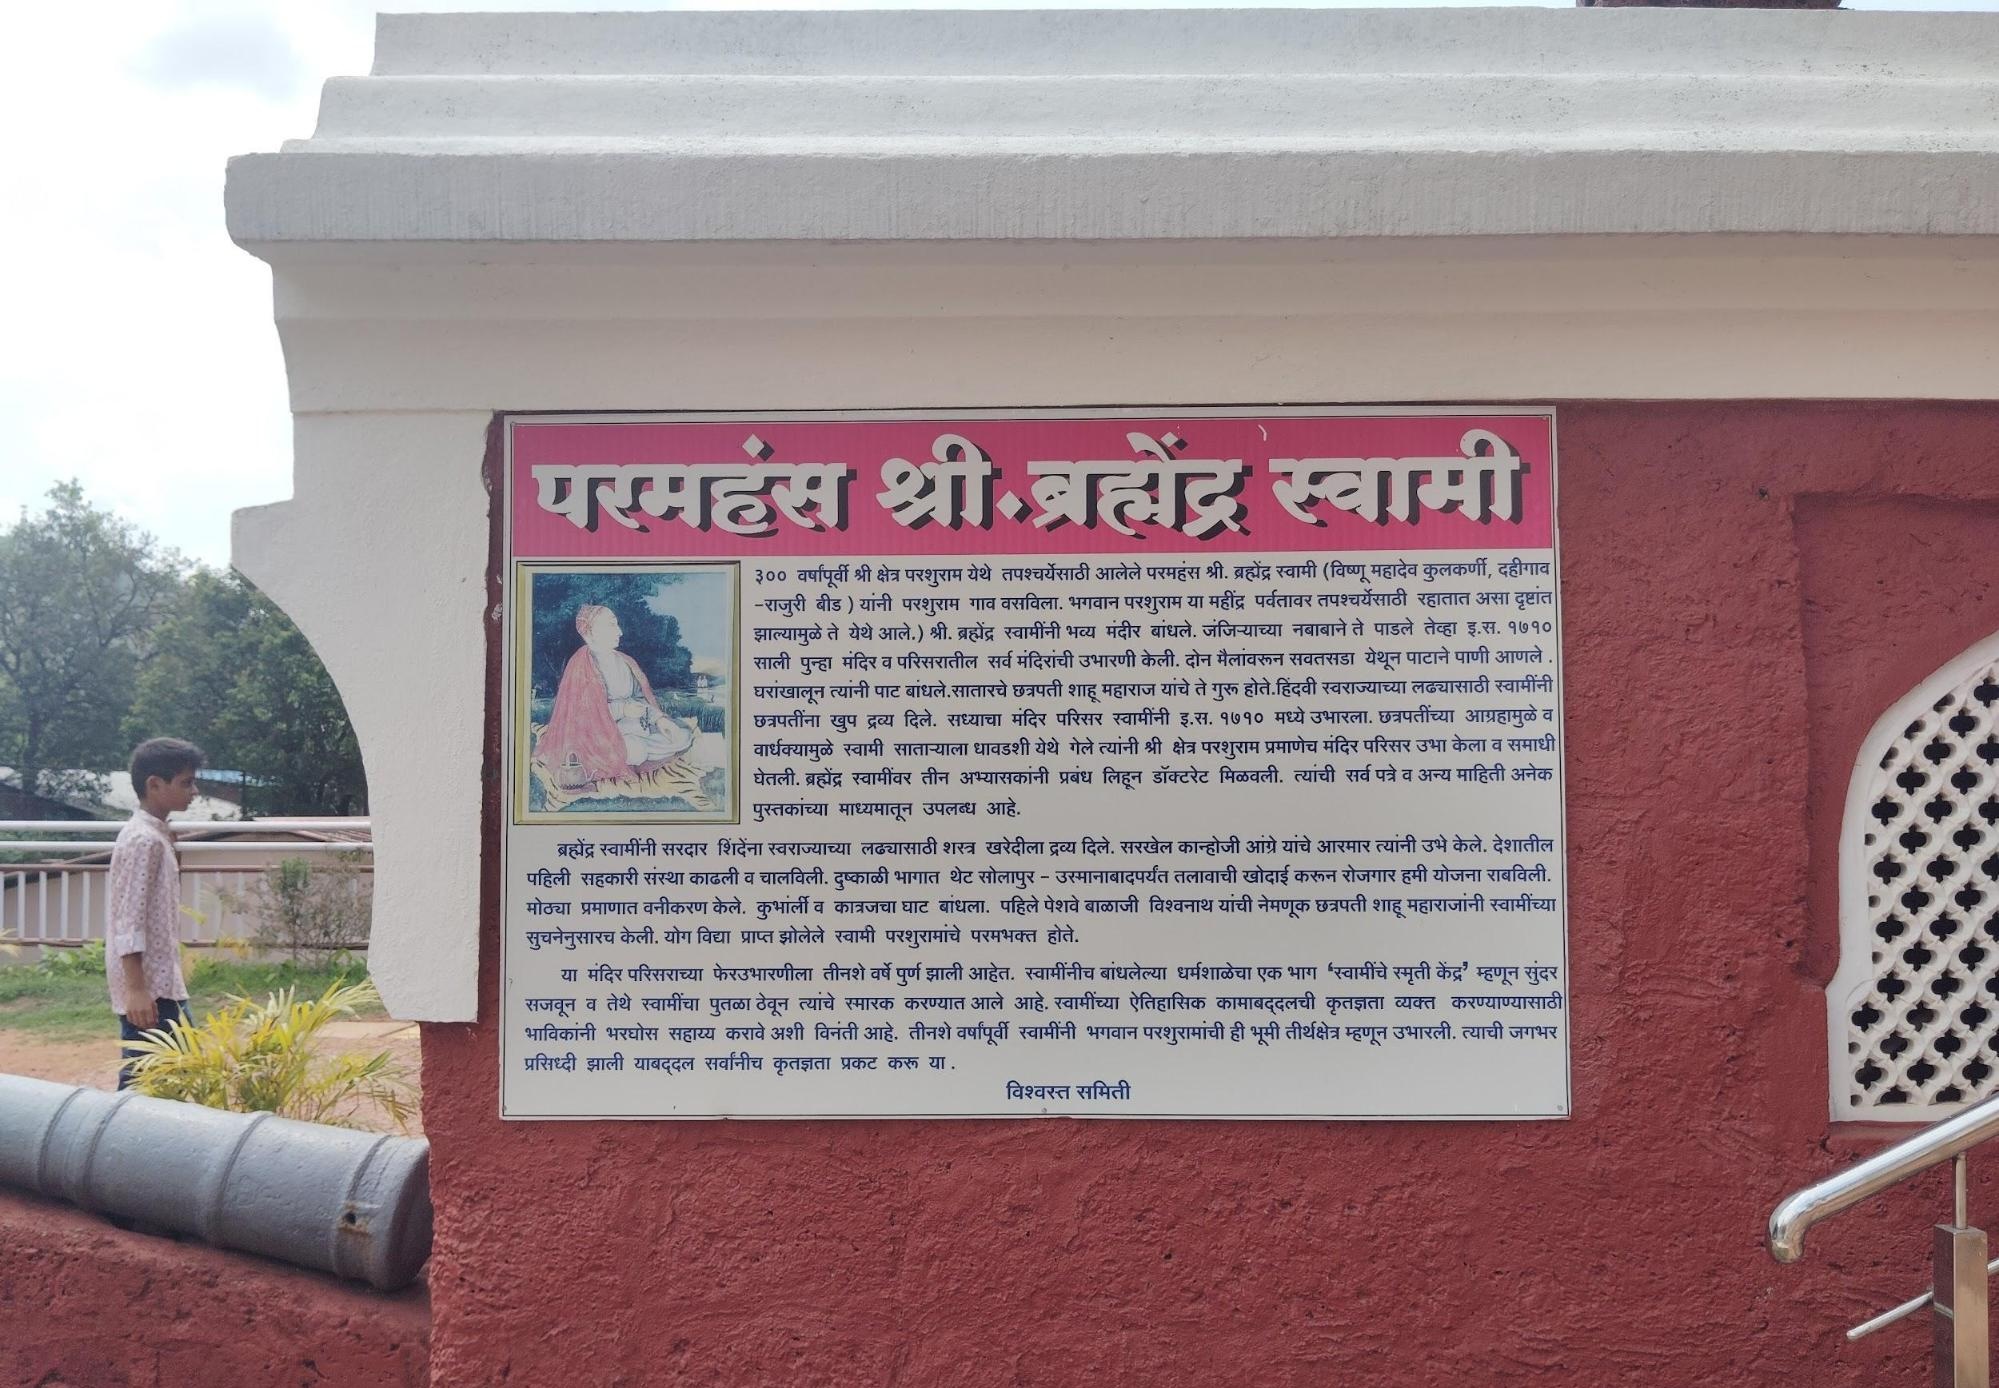 परमहंस श्री.ब्रह्मेंद्र स्वामी
३०० वर्षांपूर्वी श्री क्षेत्र परशुराम येथे तपश्चर्येसाठी आलेले परमहंस श्री. ब्रह्मेंद्र स्वामी (विष्णू महादेव कुलकर्णी, दहीगाव
-राजुरी बीड ) यांनी परशुराम गाव वसविला. भगवान परशुराम या महींद्र पर्वतावर तपश्चर्येसाठी रहातात असा दृष्टांत
झाल्यामुळे ते येथे आले.) श्री. ब्रह्मेंद्र स्वामींनी भव्य मंदीर बांधले. जंजिऱ्याच्या नबाबाने ते पाडले तेव्हा इ.स. १७१०
साली पुन्हा मंदिर व परिसरातील सर्व मंदिरांची उभारणी केली. दोन मैलांवरून सवतसडा येथून पाटाने पाणी आणले .
घरांखालून त्यांनी पाट बांधले.सातारचे छत्रपती शाहू महाराज यांचे ते गुरू होते.हिंदवी स्वराज्याच्या लढ्यासाठी स्वामींनी
छत्रपतींना खुप द्रव्य दिले. सध्याचा मंदिर परिसर स्वामींनी इ.स. १७१० मध्ये उभारला. छत्रपतींच्या आग्रहामुळे व
वार्धक्यामुळे स्वामी साताऱ्याला धावडशी येथे गेले त्यांनी श्री क्षेत्र परशुराम प्रमाणेच मंदिर परिसर उभा केला व समाधी
घेतली. ब्रह्मेंद्र स्वामींवर तीन अभ्यासकांनी प्रबंध लिहून डॉक्टरेट मिळवली. त्यांची सर्व पत्रे व अन्य माहिती अनेक
पुस्तकांच्या माध्यमातून उपलब्ध आहे.
ब्रह्मेंद्र स्वामींनी सरदार शिंदेंना स्वराज्याच्या लढ्यासाठी शस्त्र खरेदीला द्रव्य दिले. सरखेल कान्होजी आंग्रे यांचे आरमार त्यांनी उभे केले. देशातील
पहिली सहकारी संस्था काढली व चालविली. दुष्काळी भागात थेट सोलापुर - उस्मानाबादपर्यंत तलावाची खोदाई करून रोजगार हमी योजना राबविली.
मोठ्या प्रमाणात वनीकरण केले. कुभांर्ली व कात्रजचा घाट बांधला. पहिले पेशवे बाळाजी विश्वनाथ यांची नेमणूक छत्रपती शाहू महाराजांनी स्वामींच्या
सुचनेनुसारच केली. योग विद्या प्राप्त झोलेले स्वामी परशुरामांचे परमभक्त होते.
या मंदिर परिसराच्या फेरउभारणीला तीनशे वर्षे पुर्ण झाली आहेत. स्वामींनीच बांधलेल्या धर्मशाळेचा एक भाग ‘स्वामींचे स्मृती केंद्र’ म्हणून सुंदर
सजवून व तेथे स्वामींचा पुतळा ठेवून त्यांचे स्मारक करण्यात आले आहे. स्वामींच्या ऐतिहासिक कामाबद्‌दलची कृतज्ञता व्यक्त करण्याण्यासाठी
भाविकांनी भरघोस सहाय्य करावे अशी विनंती आहे. तीनशे वर्षांपूर्वी स्वामींनी भगवान परशुरामांची ही भूमी तीर्थक्षेत्र म्हणून उभारली. त्याची जगभर
प्रसिध्दी झाली याबद्‌दल सर्वांनीच कृतज्ञता प्रकट करू या .
विश्वस्त समिती